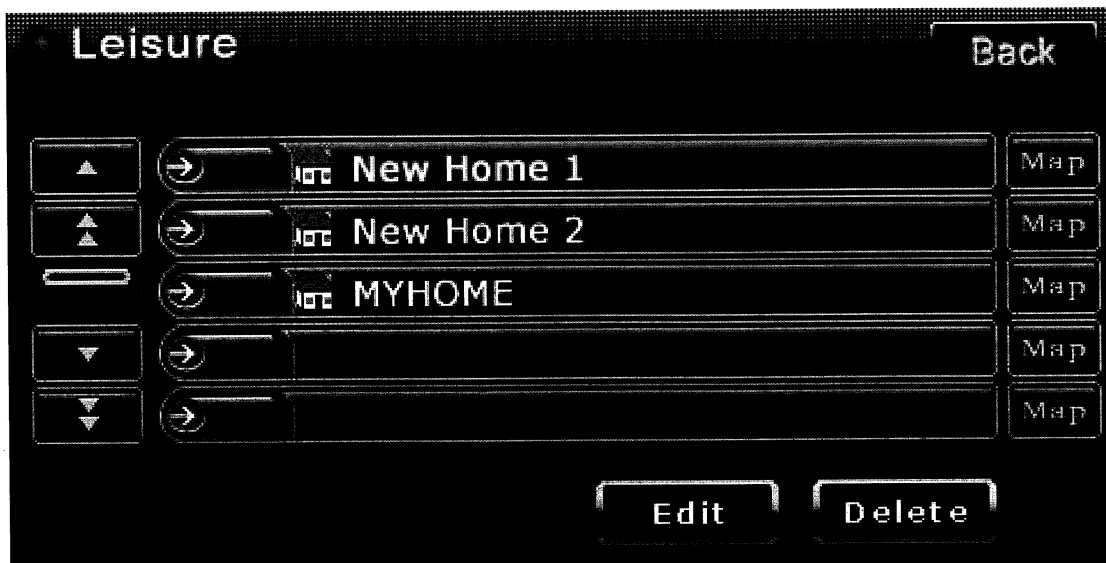 Leisure
Back
New Home 1
Map
New Home 2
Map
MYHOME
Map
Map
Map
Edit
Delete